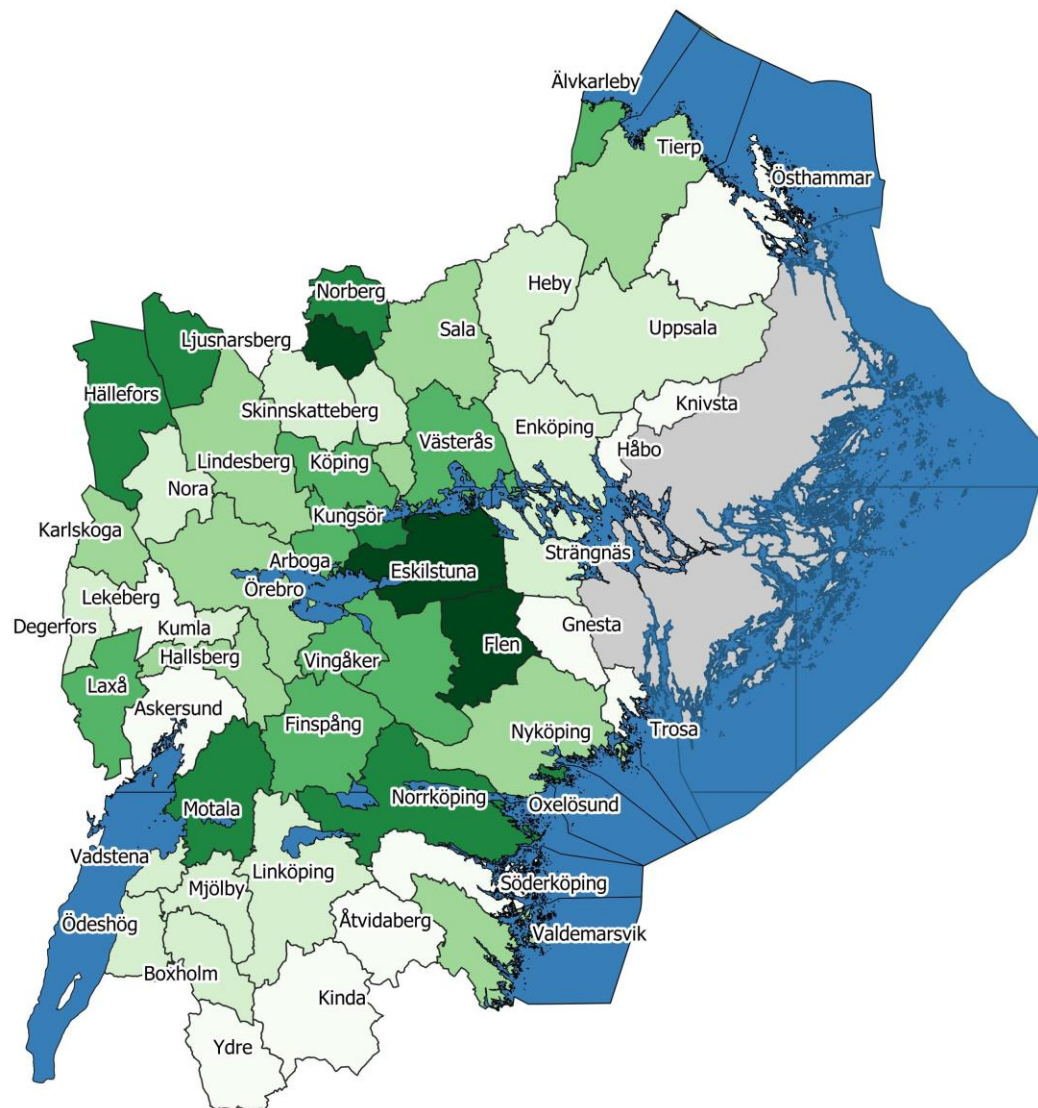 Älvkarleby
Tierp
Östhammar
Heby
Norberg
Sala
Uppsala
Ljusnarsberg
Hällefors
Knivsta
Skinnskatteberg
Enköping
Västerås
Håbo
Lindesberg
Köping
Nora
Kungsör
Karlskoga
Strängnäs
Arboga
Eskilstuna
Örebro
Lekeberg
Degerfors
Kumla
Gnesta
Flen
Hallsberg
Vingåker
Laxå
Askersund
Finspång
Nyköping
Trosa
Norrköping
Oxelösund
Motala
Vadstena
Linköping
Mjölby
Söderköping
Åtvidaberg
Ödeshög
Valdemarsvik
Boxholm
Kinda
Ydre